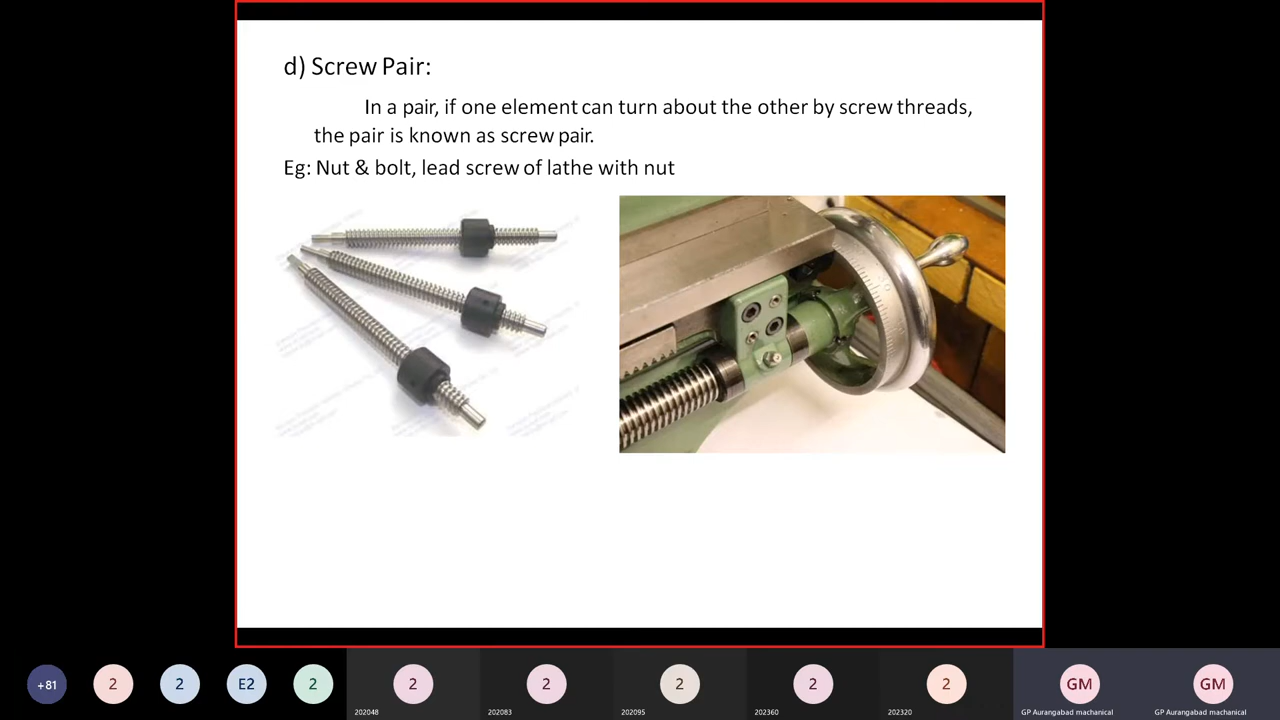 d) Screw Pair:
In a pair, if one element can turn about the other by screw threads,
the pair is known as screw pair.
Eg: Nut & bolt, lead screw of lathe with nut
+81
2
2
E2
2
2
2
2
2
2
GM
GM
202048
202083
202095
202360
202320
GP Aurangabad machanical
GP Aurangabad machanical